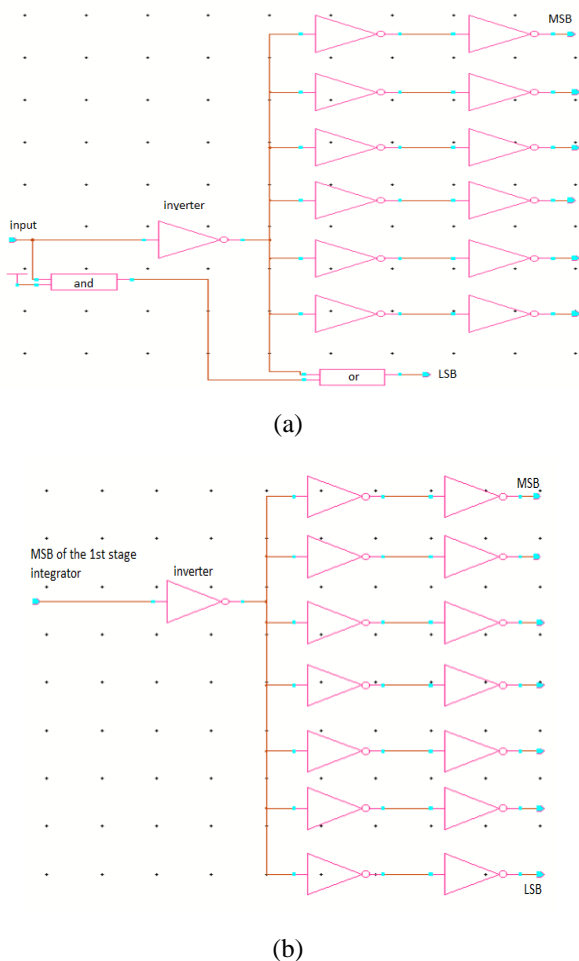 MSB
inverter
input
and
or
LSB
(a)
MSB
MSB of the 1st stage
integrator
inverter
LSB
(b)